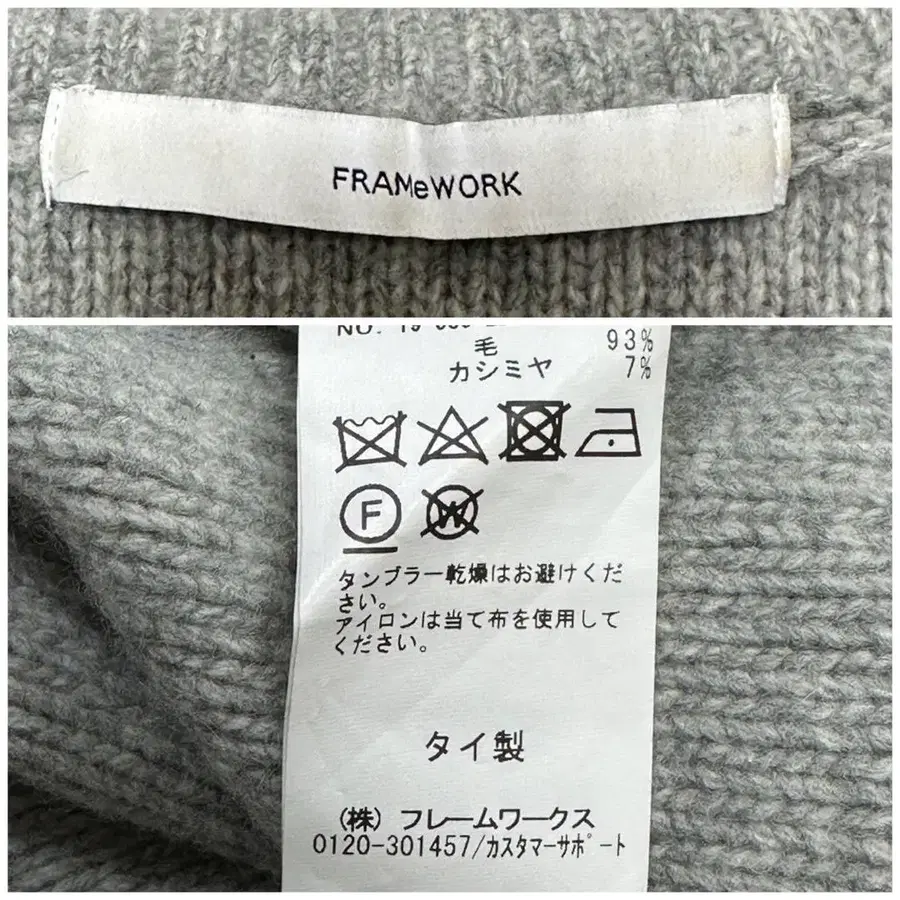 FRAMeWORK
NO. 19
毛 93%
カシミヤ 7%
F
W
タンブラー乾燥はお避けくだ
さい。
アイロンは当て布を使用して
ください。
タイ製
(株) フレームワークス
0120-301457/カスタマーサポート